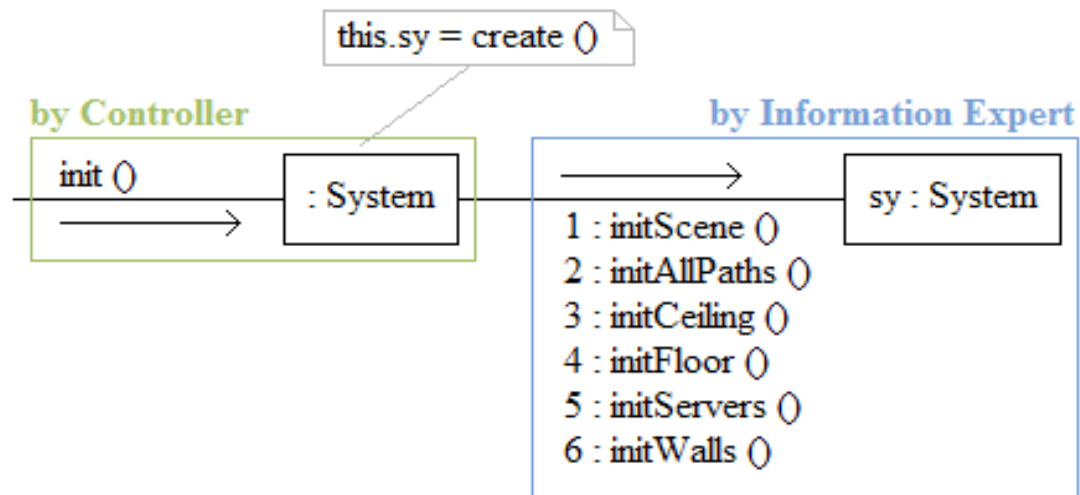 this.sy = create ()
by Controller
by Information Expert
init ()
: System
sy : System
1 : initScene ()
2 : initAllPaths ()
3 : initCeiling ()
4 : initFloor ()
5 : initServers ()
6 : initWalls ()